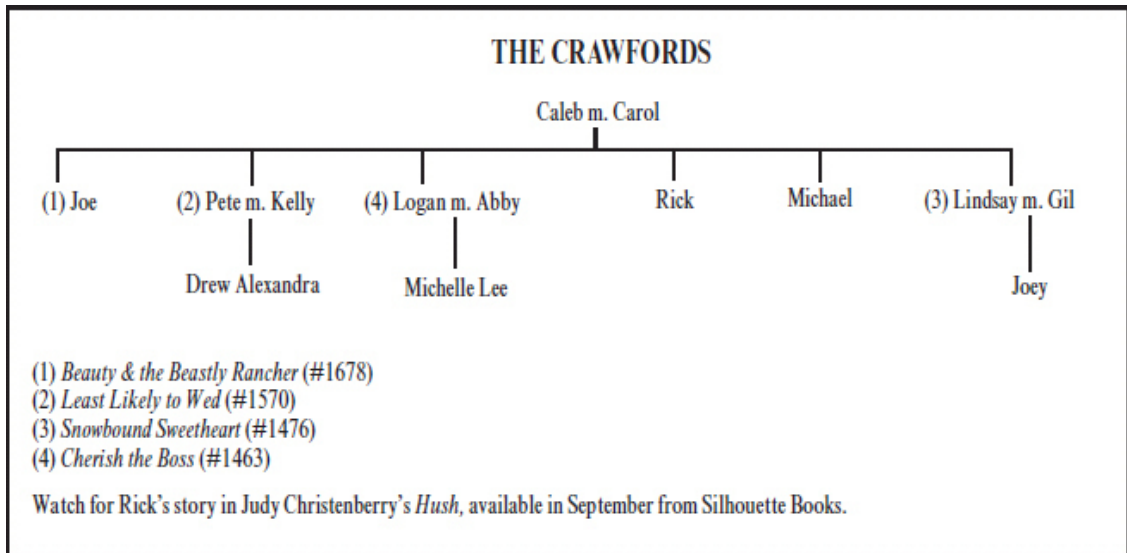 THE CRAWFORDS
Caleb m. Carol
(1) Joe (2) Pete m. Kelly (4) Logan m. Abby Rick Michael (3) Lindsay m. Gil
Drew Alexandra Michelle Lee Joey
(1) Beauty & the Beastly Rancher (#1678)
(2) Least Likely to Wed (#1570)
(3) Snowbound Sweetheart (#1476)
(4) Cherish the Boss (#1463)
Watch for Rick’s story in Judy Christenberry’s Hush, available in September from Silhouette Books.